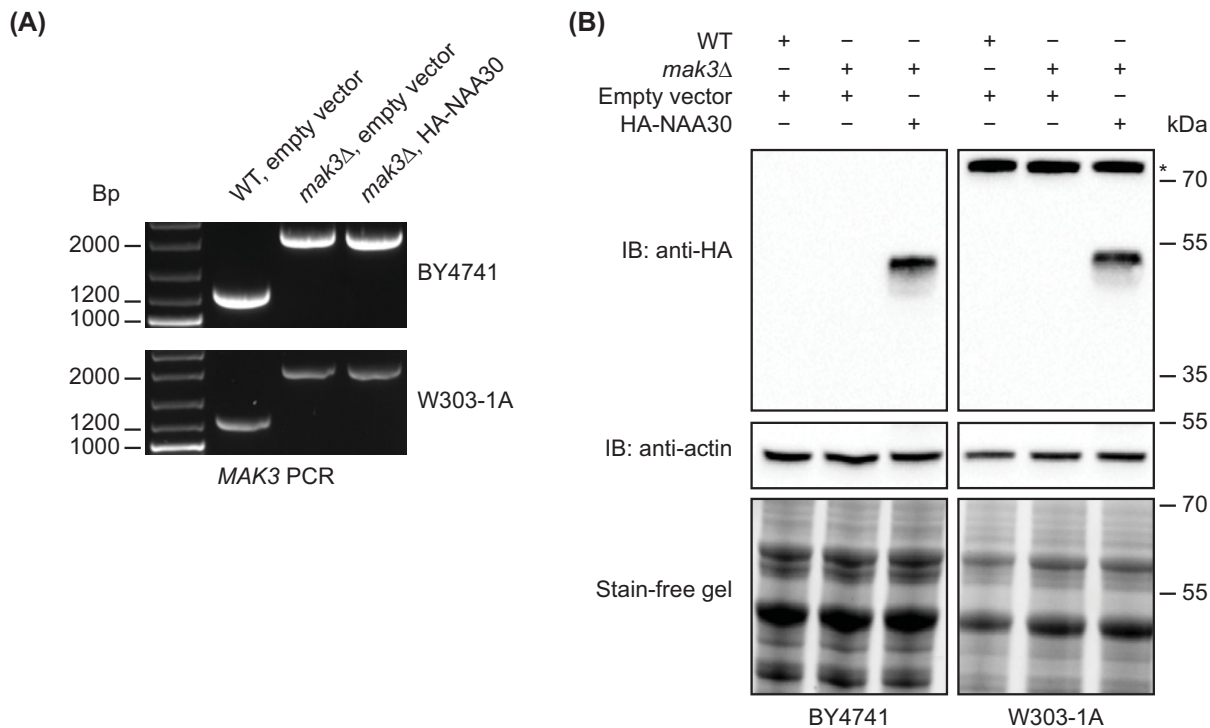 (A)
WT, empty vector
mak3Δ, empty vector
mak3Δ, HA-NAA30
Bp
2000
1200
1000
BY4741
2000
1200
1000
W303-1A
MAK3 PCR
(B)
WT + – – + – –
mak3Δ – + + – + +
Empty vector + + – + + –
HA-NAA30 – – + – – + kDa
*
70
IB: anti-HA
55
35
55
IB: anti-actin
70
Stain-free gel
55
BY4741 W303-1A